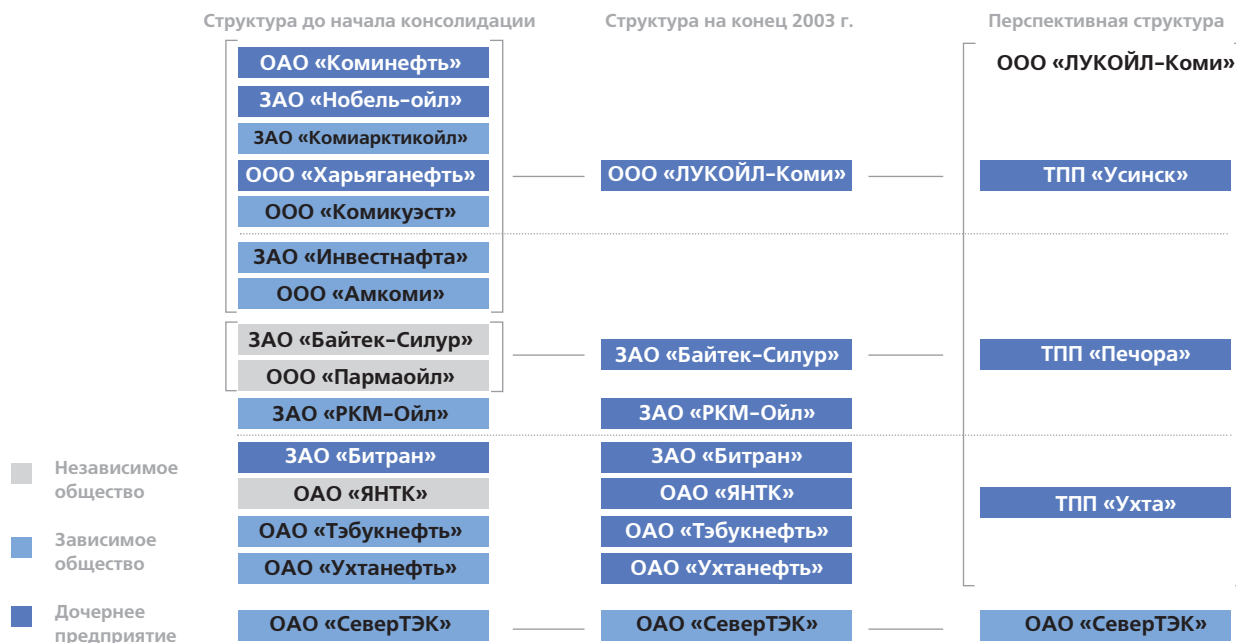 Структура до начала консолидации
Структура на конец 2003 г.
Перспективная структура
ОАО «Коминефть»
ООО «ЛУКОЙЛ–Коми»
ЗАО «Нобель–ойл»
ЗАО «Комиарктикойл»
ООО «Харьяганефть»
ООО «ЛУКОЙЛ–Коми»
ТПП «Усинск»
ООО «Комикуэст»
ЗАО «Инвестнафта»
ООО «Амкоми»
ЗАО «Байтек–Силур»
ЗАО «Байтек–Силур»
ТПП «Печора»
ООО «Пармаойл»
ЗАО «РКМ–Ойл»
ЗАО «РКМ–Ойл»
ЗАО «Битран»
ЗАО «Битран»
ОАО «ЯНТК»
ОАО «ЯНТК»
ТПП «Ухта»
ОАО «Тэбукнефть»
ОАО «Тэбукнефть»
ОАО «Ухтанефть»
ОАО «Ухтанефть»
ОАО «СеверТЭК»
ОАО «СеверТЭК»
ОАО «СеверТЭК»
Независимое
общество
Зависимое
общество
Дочернее
предприятие